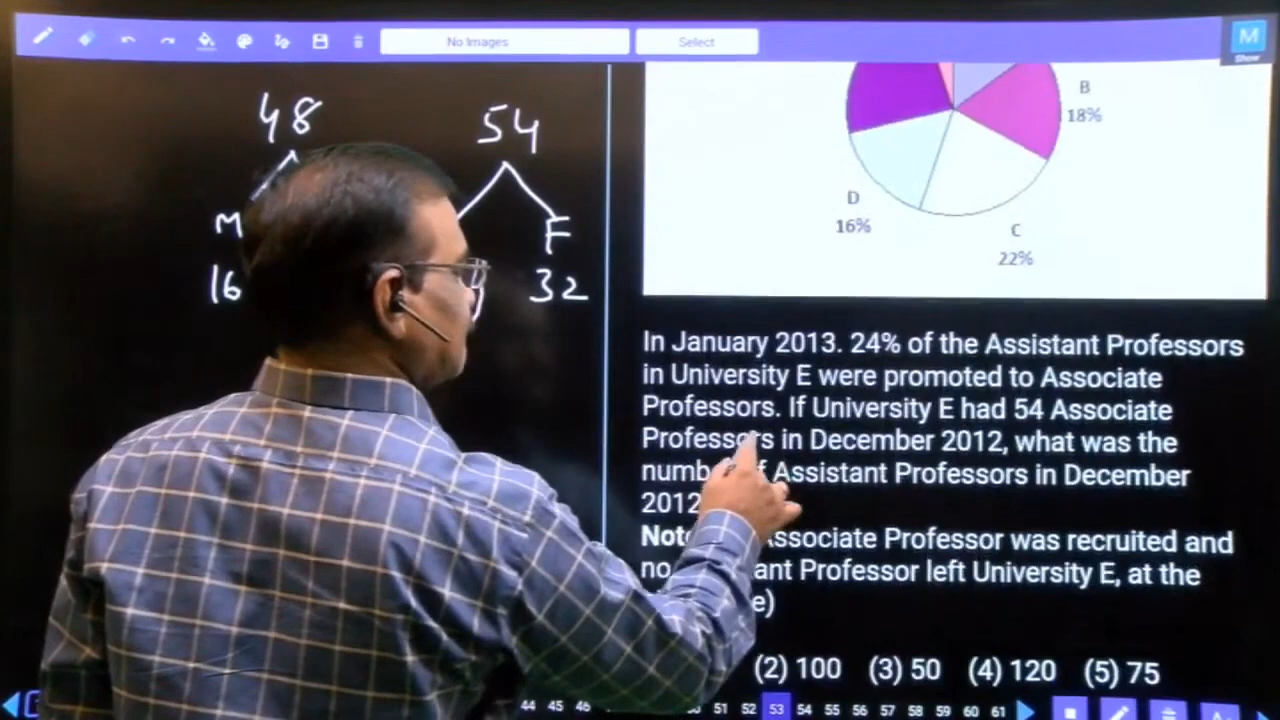 No Images
Select
M
Show
48
54
M
F
16
32
B
18%
D
16%
C
22%
In January 2013. 24% of the Assistant Professors
in University E were promoted to Associate
Professors. If University E had 54 Associate
Professors in December 2012, what was the
Assistant Professors in December
2012
Associate Professor was recruited and
no Professor left University E, at the
(2) 100 (3) 50 (4) 120 (5) 75
44 45 46 51 52 53 54 55 56 57 58 59 60 61